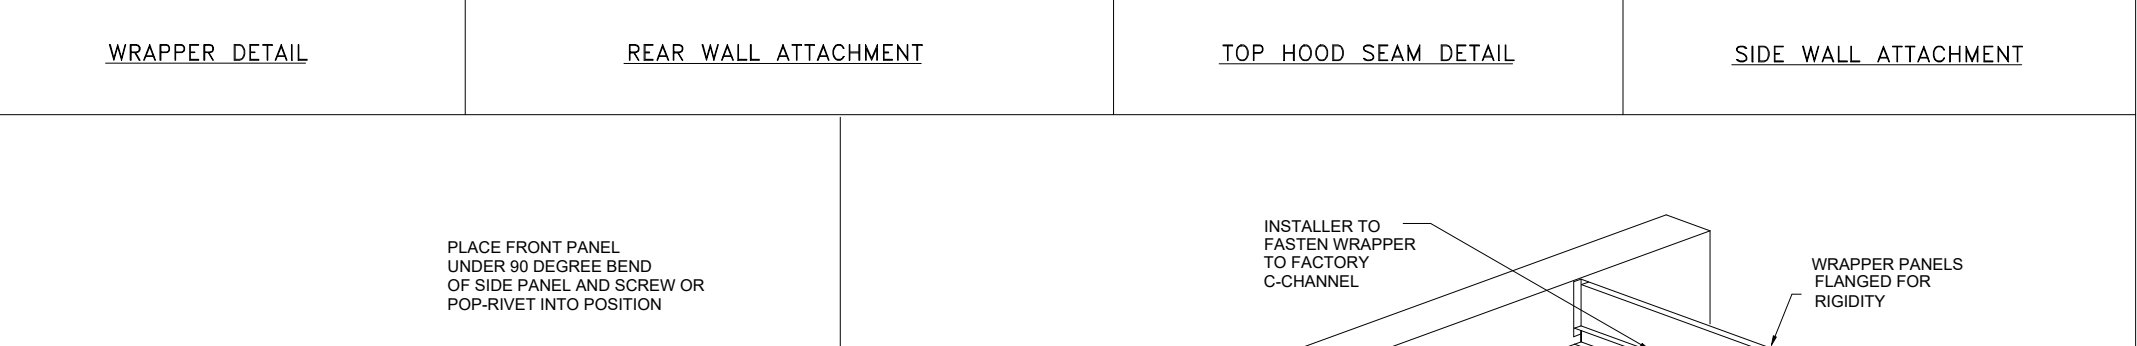 WRAPPER DETAIL
REAR WALL ATTACHMENT
TOP HOOD SEAM DETAIL
SIDE WALL ATTACHMENT
PLACE FRONT PANEL
UNDER 90 DEGREE BEND
OF SIDE PANEL AND SCREW OR
POP-RIVET INTO POSITION
INSTALLER TO
FASTEN WRAPPER
TO FACTORY
C-CHANNEL
WRAPPER PANELS
FLANGED FOR
RIGIDITY